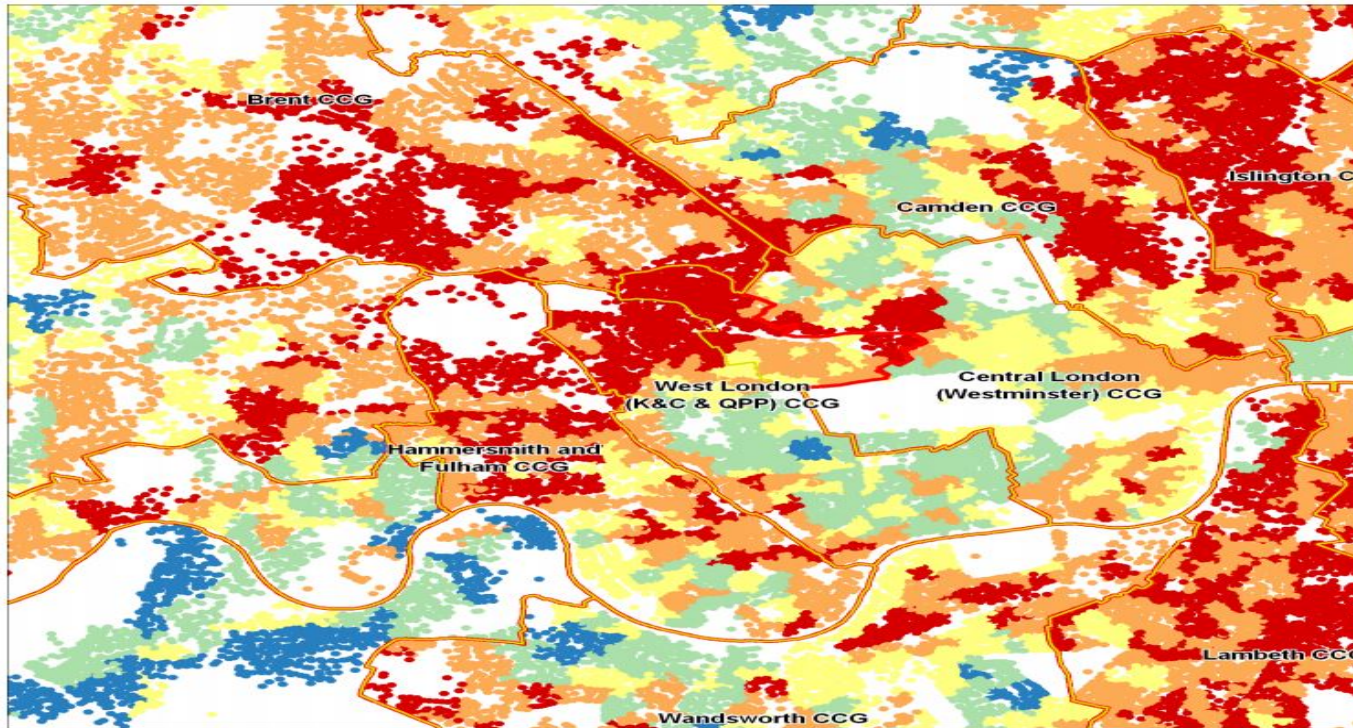 Brent CCG
Islington C
Camden CCG
West London
(K&C & QPP) CCG
Central London
(Westminster) CCG
Hammersmith and
Fulham CCG
Lambeth CCG
Wandsworth CCG